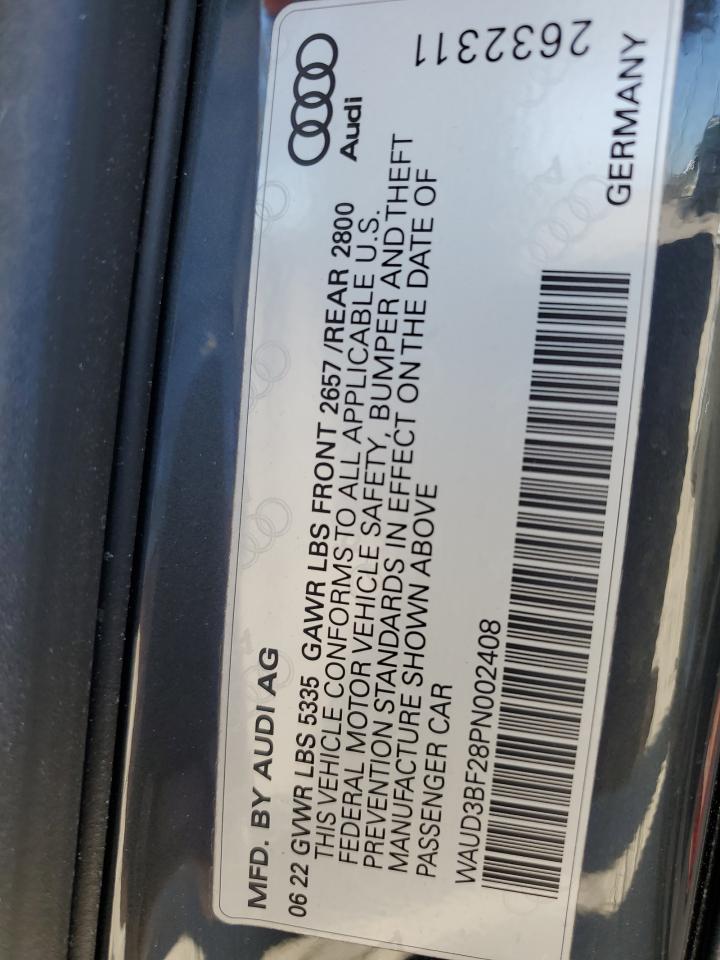 MFD. BY AUDI AG
06 22 GVWR LBS 5335 GAWR LBS FRONT 2657 /REAR 2800
THIS VEHICLE CONFORMS TO ALL APPLICABLE U.S.
FEDERAL MOTOR VEHICLE SAFETY, BUMPER AND THEFT
PREVENTION STANDARDS IN EFFECT ON THE DATE OF
MANUFACTURE SHOWN ABOVE
PASSENGER CAR
WAUD3BF28PN002408
Audi
2632311
GERMANY